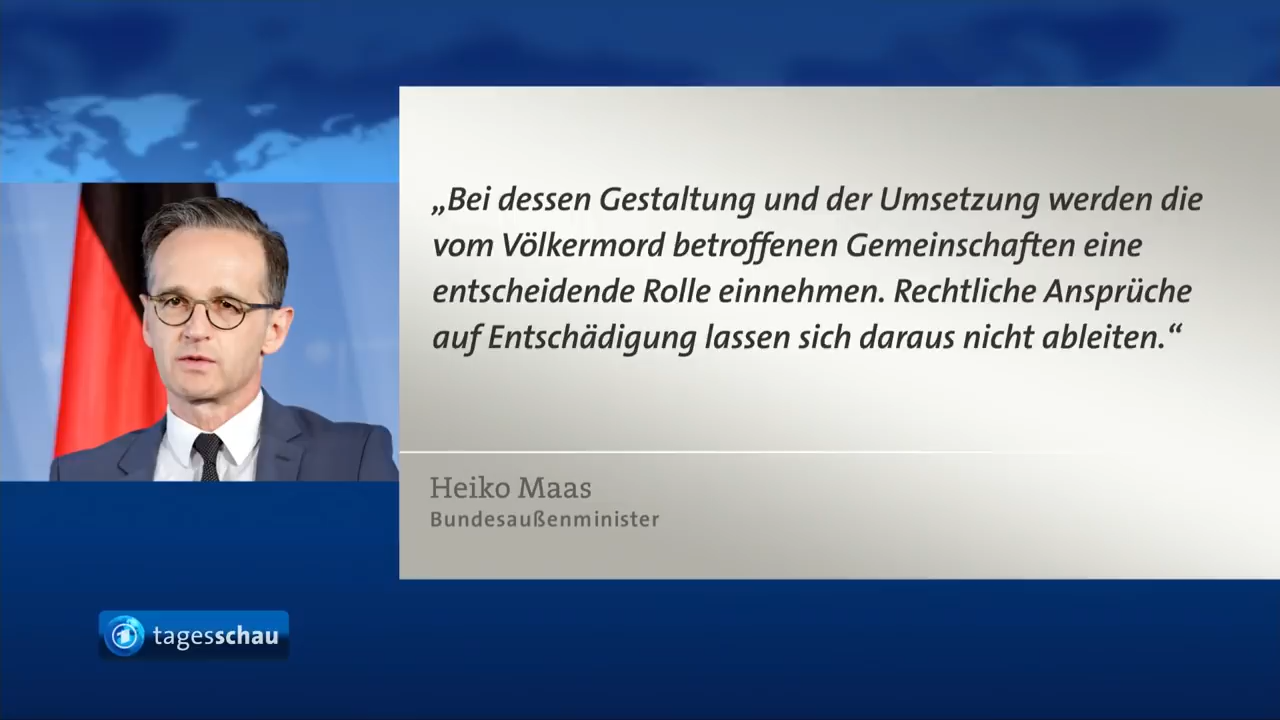 „Bei dessen Gestaltung und der Umsetzung werden die
vom Völkermord betroffenen Gemeinschaften eine
entscheidende Rolle einnehmen. Rechtliche Ansprüche
auf Entschädigung lassen sich daraus nicht ableiten.“
Heiko Maas
Bundesaußenminister
1 tagesschau